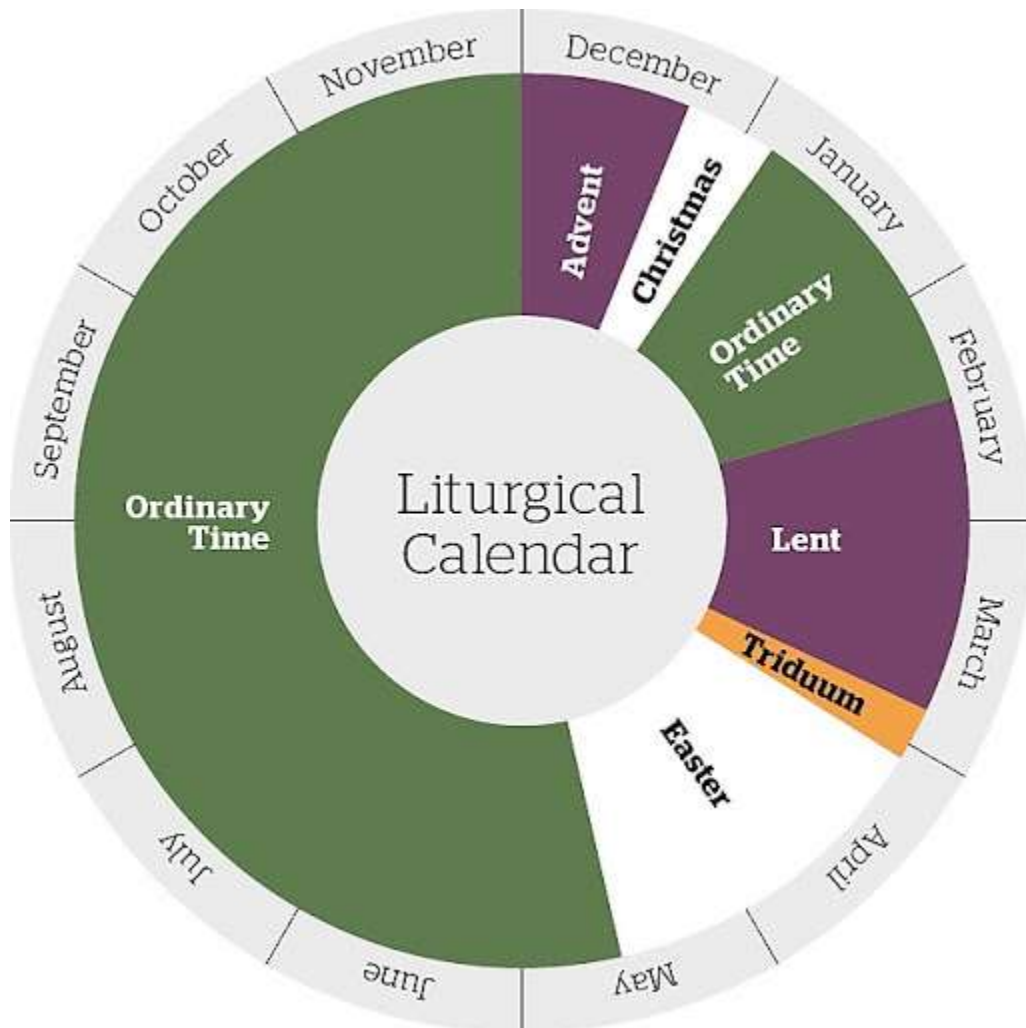 December
January
February
March
April
May
June
July
August
September
October
November
Advent
Christmas
Ordinary
Time
Lent
Triduum
Easter
Ordinary
Time
Liturgical
Calendar